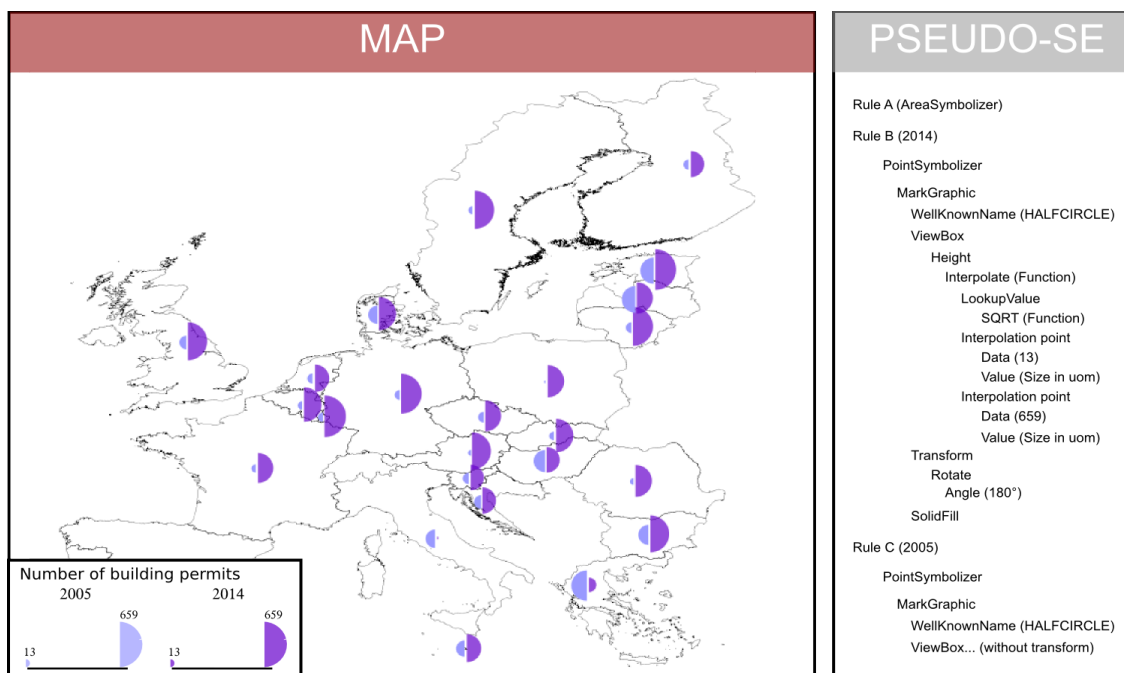 MAP
Number of building permits
2005 2014
659 659
13 13
PSEUDO-SE
Rule A (AreaSymbolizer)
Rule B (2014)
PointSymbolizer
MarkGraphic
WellKnownName (HALFCIRCLE)
ViewBox
Height
Interpolate (Function)
LookupValue
SQRT (Function)
Interpolation point
Data (13)
Value (Size in uom)
Interpolation point
Data (659)
Value (Size in uom)
Transform
Rotate
Angle (180°)
SolidFill
Rule C (2005)
PointSymbolizer
MarkGraphic
WellKnownName (HALFCIRCLE)
ViewBox... (without transform)